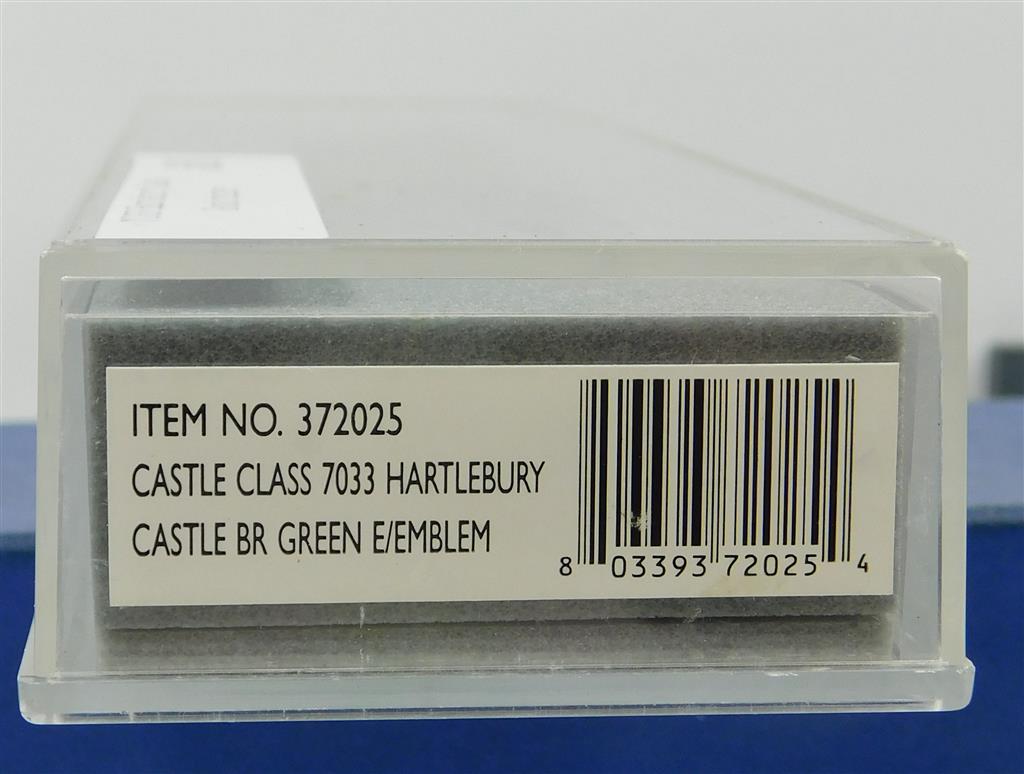 ITEM NO. 372025
CASTLE CLASS 7033 HARTLEBURY
CASTLE BR GREEN E/EMBLEM
8 03393 72025 4